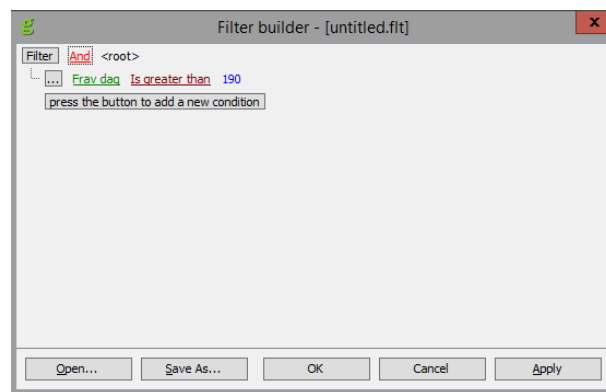 Filter builder - [untitled.flt]
x
Filter And <root>
... Frav dag Is greater than 190
press the button to add a new condition
Open... Save As... OK Cancel Apply